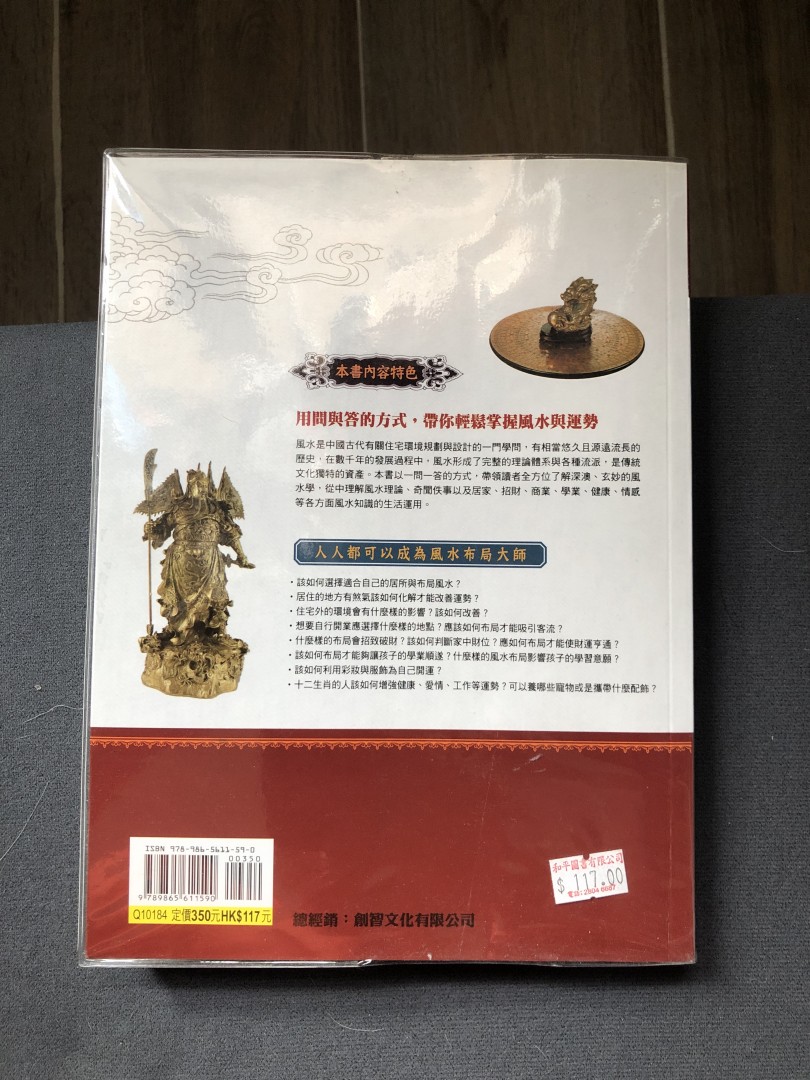 本書內容特色
用問與答的方式，帶你輕鬆掌握風水與運勢
風水是中國古代有關住宅環境規劃與設計的一門學問，有相當悠久且源遠流長的
歷史，在數千年的發展過程中，風水形成了完整的理論體系與各種流派，是傳統
文化獨特的資產。本書以一問一答的方式，帶領讀者全方位了解深澳、玄妙的風
水學，從中理解風水理論、奇聞佚事以及居家、招財、商業、學業、健康、情感
等各方面風水知識的生活運用。
人人都可以成為風水布局大師
・該如何選擇適合自己的居所與布局風水？
・居住的地方有煞氣該如何化解才能改善運勢？
・住宅外的環境會有什麼樣的影響？該如何改善？
・想要自行開業應選擇什麼樣的地點？應該如何布局才能吸引客流？
・什麼樣的布局會招致破財？該如何判斷家中財位？應如何布局才能使財運亨通？
・該如何布局才能夠讓孩子的學業順遂？什麼樣的風水布局影響孩子的學習意願？
・該如何利用彩妝與服飾為自己開運？
・十二生肖的人該如何增強健康、愛情、工作等運勢？可以養哪些寵物或是攜帶什麼配飾？
ISBN 978-986-5611-59-0
00350
9 789865 611590
Q10184 定價350元HK$117元
總經銷：創智文化有限公司
和平圖書有限公司
$ 117.00
電話:2804 6687